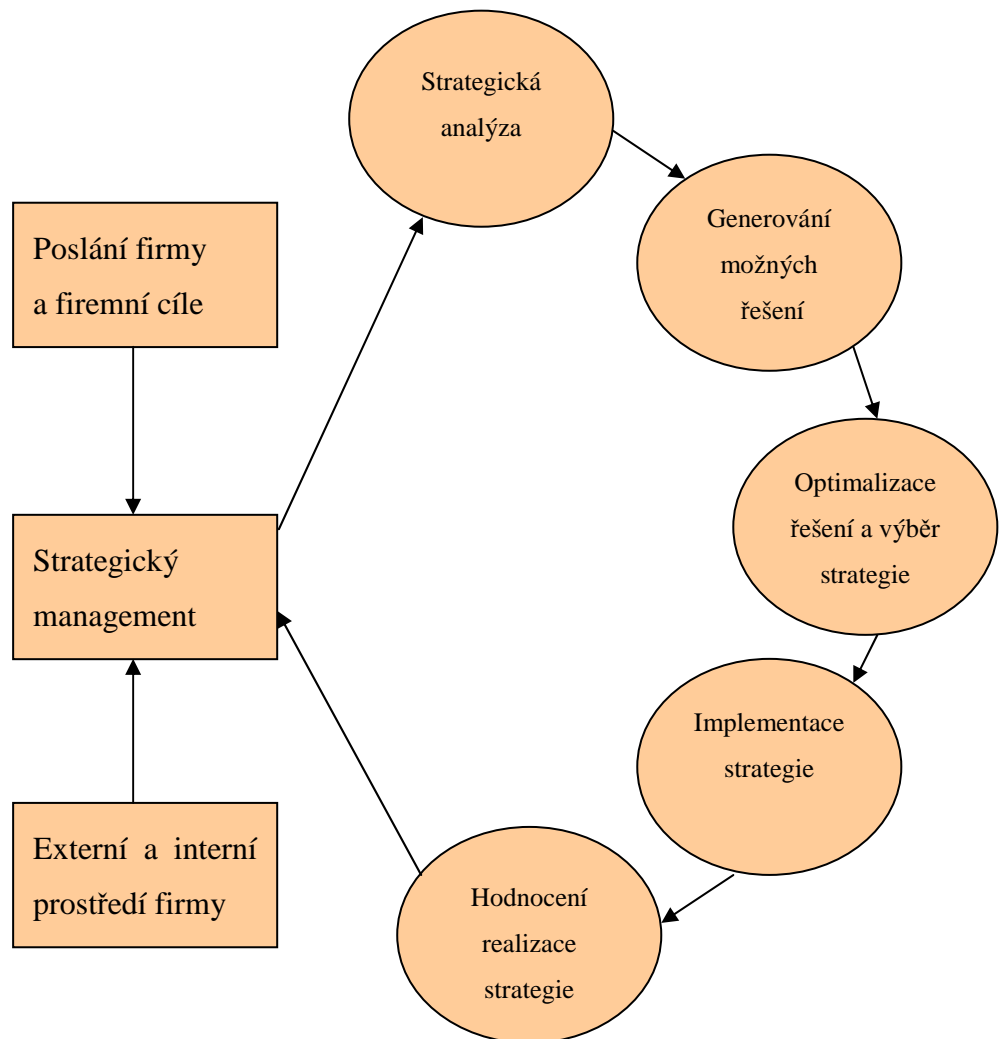 Strategická
analýza
Generování
možných
řešení
Poslání firmy
a firemní cíle
Optimalizace
řešení a výběr
strategie
Strategický
management
Implementace
strategie
Externí a interní
prostředí firmy
Hodnocení
realizace
strategie